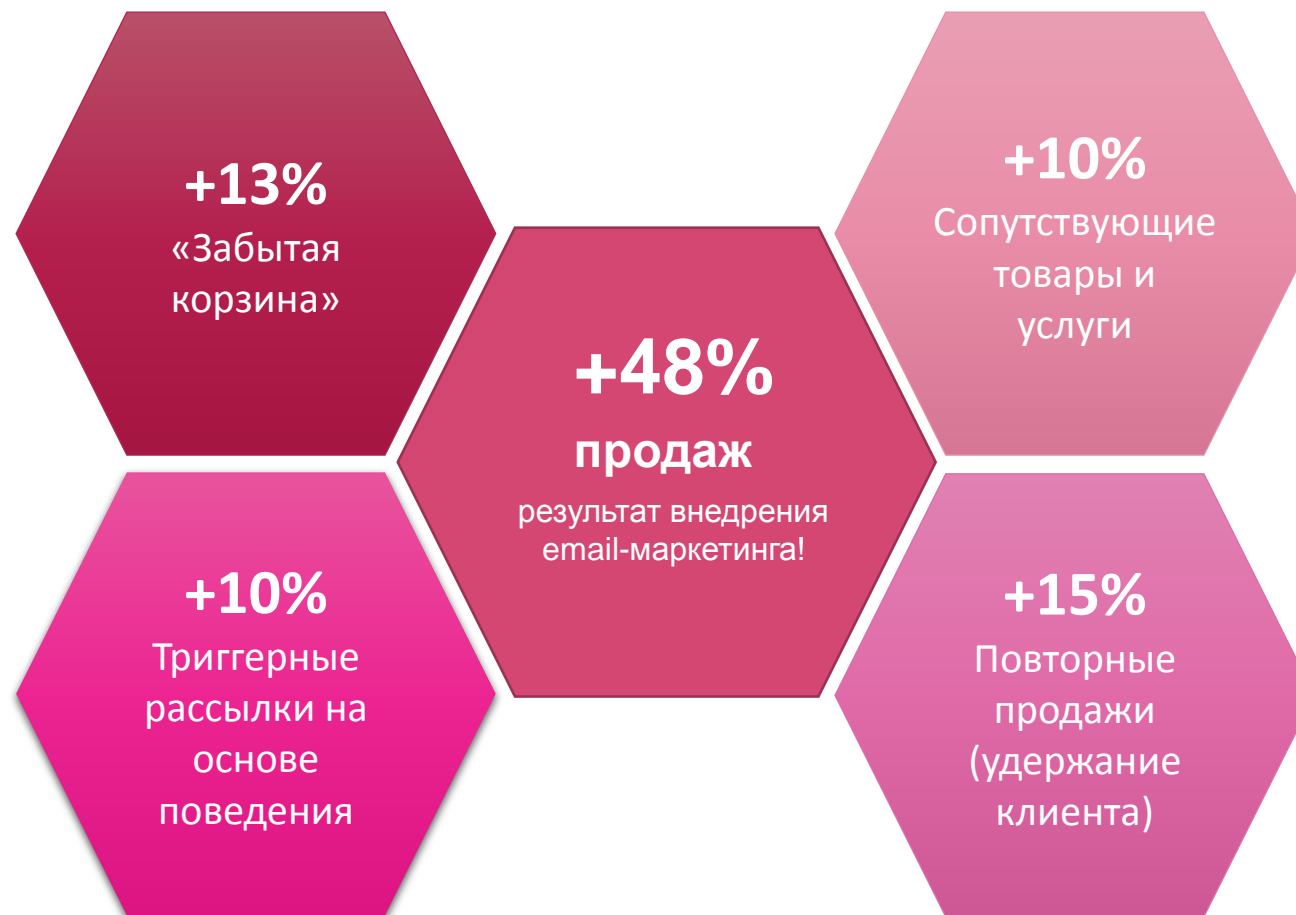 +13%
«Забытая
корзина»
+10%
Сопутствующие
товары и
услуги
+48%
продаж
результат внедрения
email-маркетинга!
+10%
Триггерные
рассылки на
основе
поведения
+15%
Повторные
продажи
(удержание
клиента)